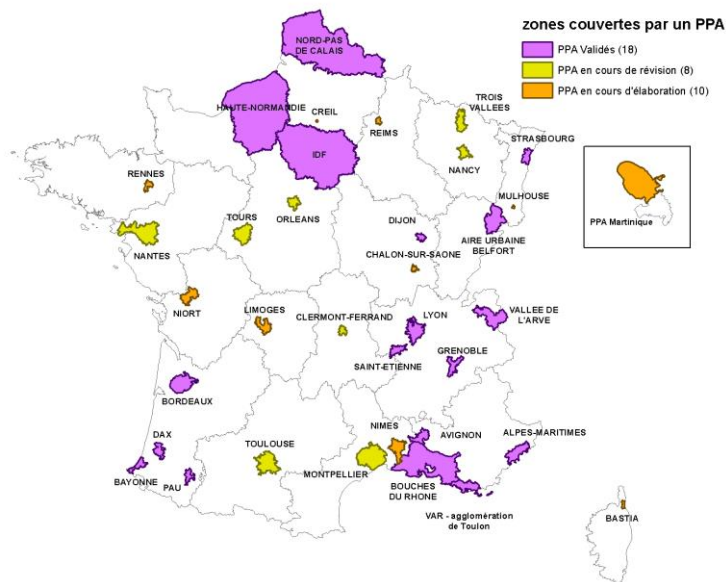 zones couvertes par un PPA
PPA Validés (18)
PPA en cours de révision (8)
PPA en cours d'élaboration (10)
NORD-PAS
DE CALAIS
HAUTE-NORMANDIE
CREIL
REIMS
TROIS
VALLEES
STRASBOURG
IDF
NANCY
RENNES
MULHOUSE
PPA Martinique
TOURS
ORLEANS
DIJON
NANTES
AIRE URBAINE
BELFORT
CHALON-SUR-SAONE
NIORT
LIMOGES
CLERMONT-FERRAND
LYON
VALLEE DE
L'ARVE
GRENOBLE
SAINT-ETIENNE
BORDEAUX
DAX
TOULOUSE
NIMES
AVIGNON
ALPES-MARITIMES
BAYONNE
PAU
MONTPELLIER
BOUCHES
DU RHONE
VAR - agglomération
de Toulon
BASTIA